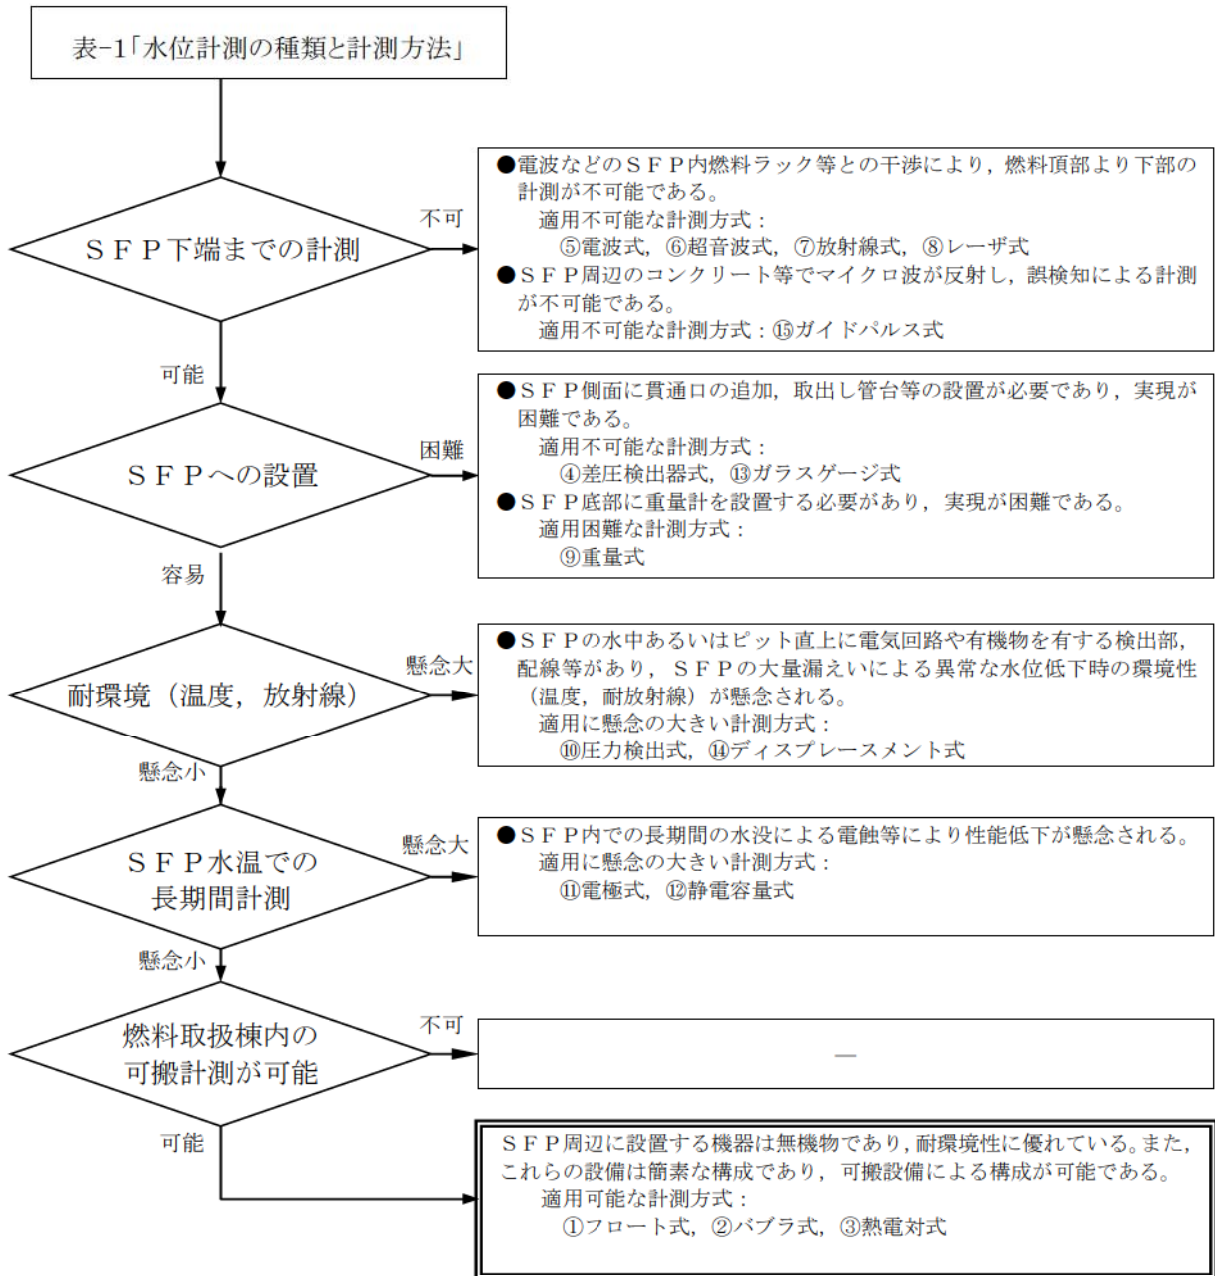 表-1「水位計測の種類と計測方法」
ＳＦＰ下端までの計測
不可
●電波などのＳＦＰ内燃料ラック等との干渉により，燃料頂部より下部の
計測が不可能である。
適用不可能な計測方式：
⑤電波式，⑥超音波式，⑦放射線式，⑧レーザ式
●ＳＦＰ周辺のコンクリート等でマイクロ波が反射し，誤検知による計測
が不可能である。
適用不可能な計測方式：⑮ガイドパルス式
可能
ＳＦＰへの設置
困難
●ＳＦＰ側面に貫通口の追加，取出し管台等の設置が必要であり，実現が
困難である。
適用不可能な計測方式：
④差圧検出器式，⑬ガラスゲージ式
●ＳＦＰ底部に重量計を設置する必要があり，実現が困難である。
適用困難な計測方式：
⑨重量式
容易
耐環境（温度，放射線）
懸念大
●ＳＦＰの水中あるいはピット直上に電気回路や有機物を有する検出部，
配線等があり，ＳＦＰの大量漏えいによる異常な水位低下時の環境性
（温度，耐放射線）が懸念される。
適用に懸念の大きい計測方式：
⑩圧力検出式，⑭ディスプレースメント式
懸念小
ＳＦＰ水温での
長期間計測
懸念大
●ＳＦＰ内での長期間の水没による電蝕等により性能低下が懸念される。
適用に懸念の大きい計測方式：
⑪電極式，⑫静電容量式
懸念小
燃料取扱棟内の
可搬計測が可能
不可
―
可能
ＳＦＰ周辺に設置する機器は無機物であり，耐環境性に優れている。また，
これらの設備は簡素な構成であり，可搬設備による構成が可能である。
適用可能な計測方式：
①フロート式，②バブラ式，③熱電対式